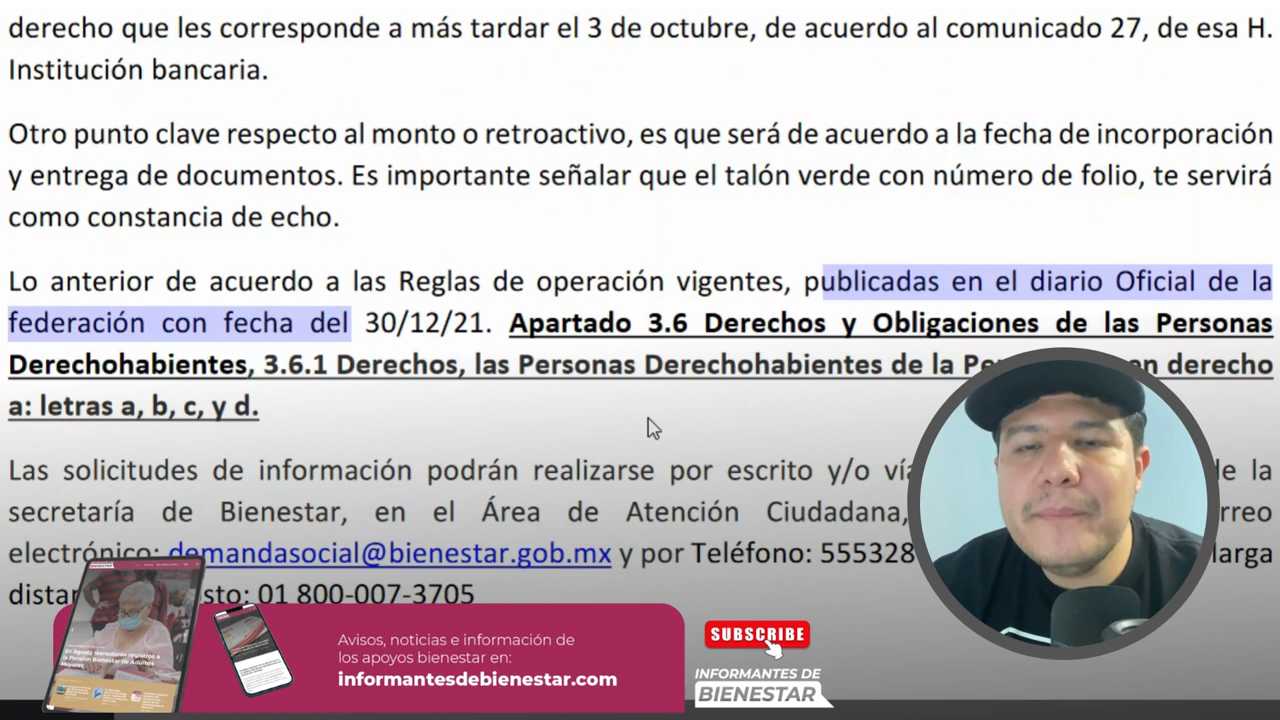 derecho que les corresponde a más tardar el 3 de octubre, de acuerdo al comunicado 27, de esa H.
Institución bancaria.
Otro punto clave respecto al monto o retroactivo, es que será de acuerdo a la fecha de incorporación
y entrega de documentos. Es importante señalar que el talón verde con número de folio, te servirá
como constancia de echo.
Lo anterior de acuerdo a las Reglas de operación vigentes, publicadas en el diario Oficial de la
federación con fecha del 30/12/21. Apartado 3.6 Derechos y Obligaciones de las Personas
Derechohabientes, 3.6.1 Derechos, las Personas Derechohabientes de la derecho
a: letras a, b, c, y d.
Las solicitudes de información podrán realizarse por escrito y/o de la
secretaría de Bienestar, en el Área de Atención Ciudadana,
electrónico: demandasocial@bienestar.gob.mx y por Teléfono: 555328 larga
01 800-007-3705
Avisos, noticias e información de
los apoyos bienestar en:
informantesdebienestar.com
SUBSCRIBE
INFORMANTES DE
BIENESTAR